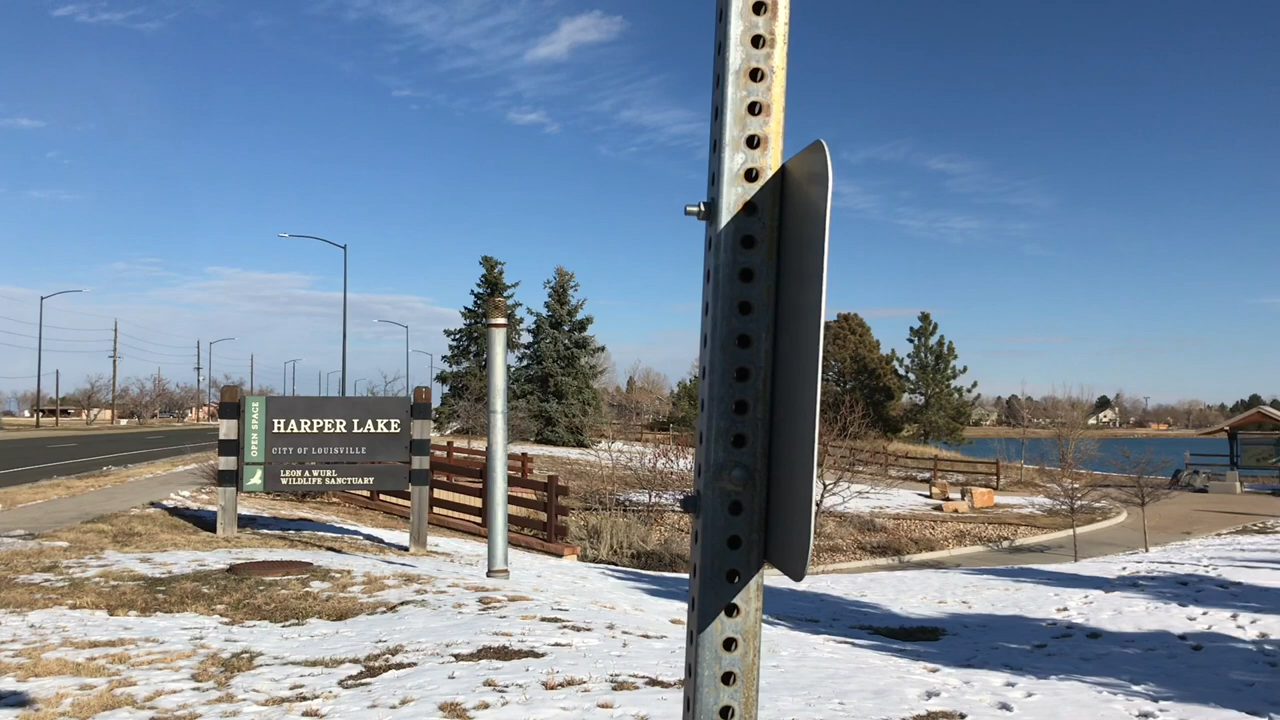 OPEN SPACE
HARPER LAKE
CITY OF LOUISVILLE
LEON A. WURL
WILDLIFE SANCTUARY